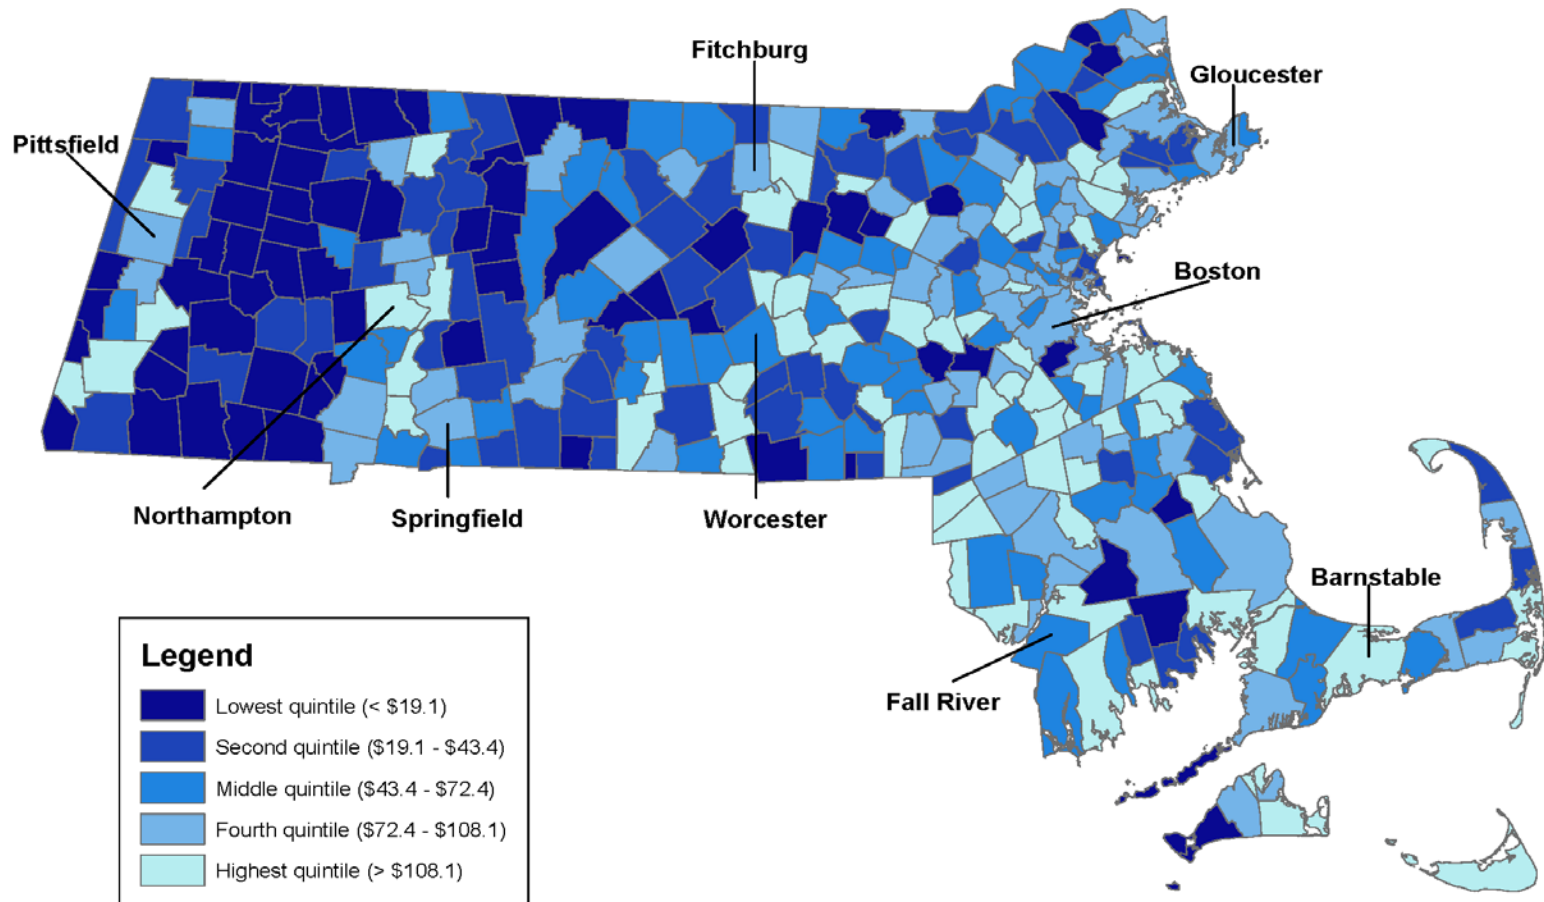 Fitchburg
Gloucester
Pittsfield
Boston
Northampton
Springfield
Worcester
Barnstable
Fall River
Legend
Lowest quintile (< $19.1)
Second quintile ($19.1 - $43.4)
Middle quintile ($43.4 - $72.4)
Fourth quintile ($72.4 - $108.1)
Highest quintile (> $108.1)